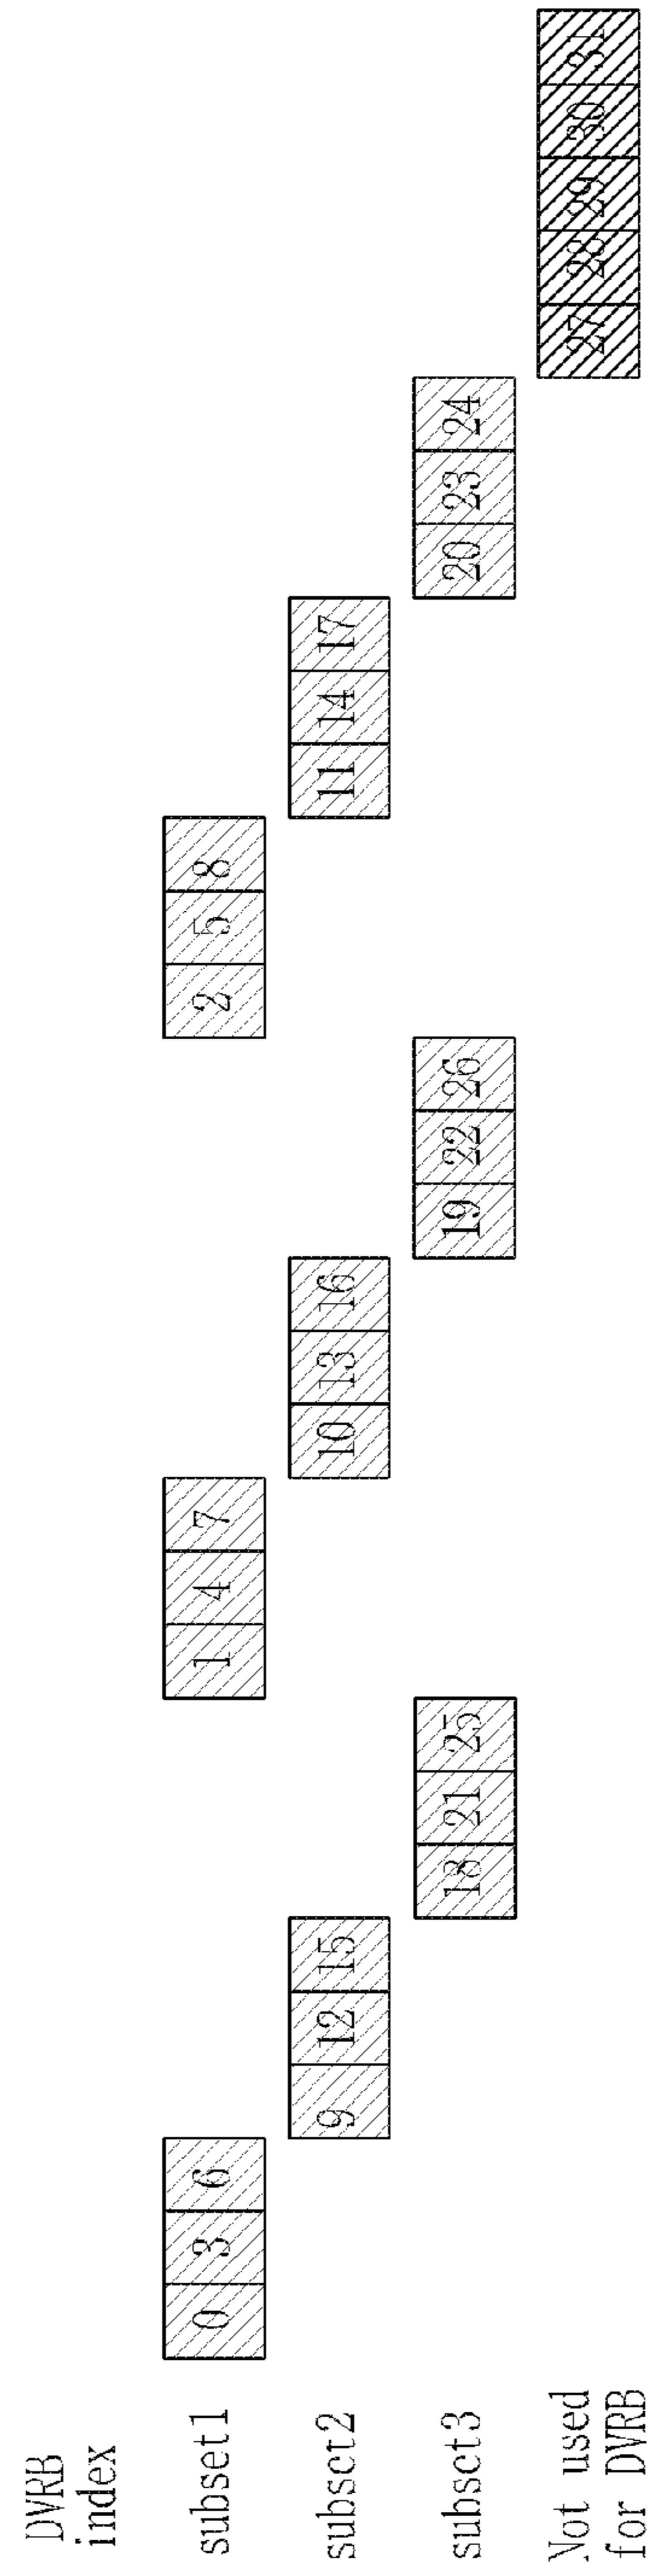 DVRB
index
subset1
0 3 6
1 4 7
2 5 8
subset2
9 12 15
10 13 16
11 14 17
subset3
18 21 25
19 22 26
20 23 24
Not used
for DVRB
27 28 29 30 31